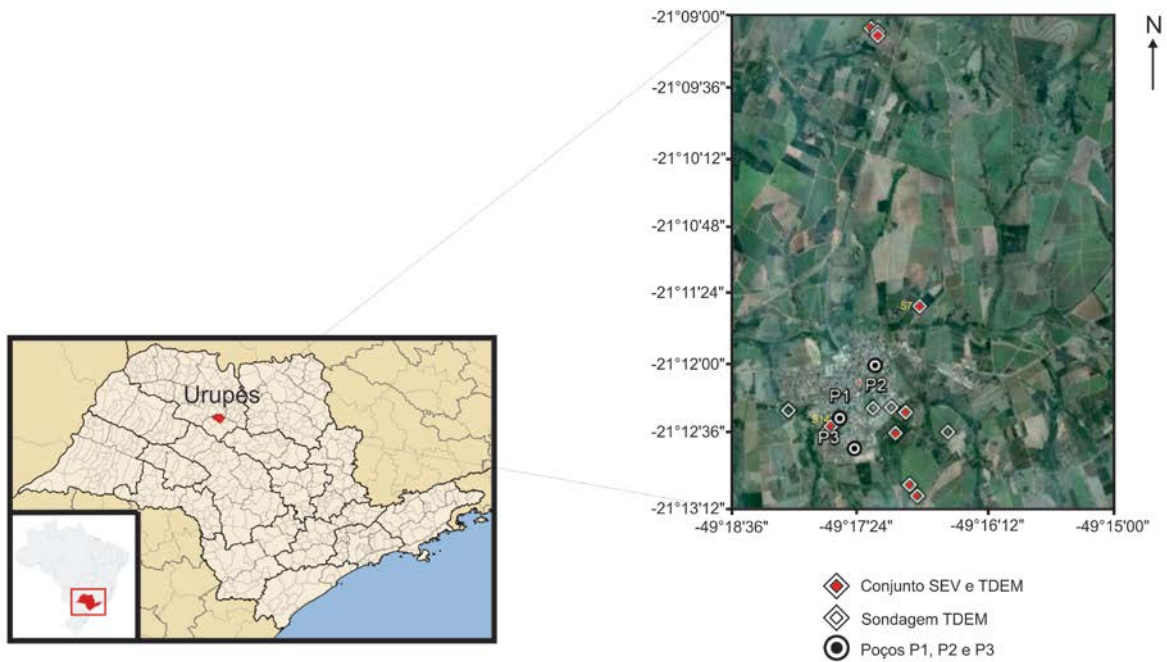 -21°09'00"
N
-21°09'36"
-21°10'12"
-21°10'48"
-21°11'24"
S7
-21°12'00"
Urupês
P2
P1
-21°12'36"
P3
-21°13'12"
-49°18'36"
-49°17'24"
-49°16'12"
-49°15'00"
Conjunto SEV e TDEM
Sondagem TDEM
Poços P1, P2 e P3